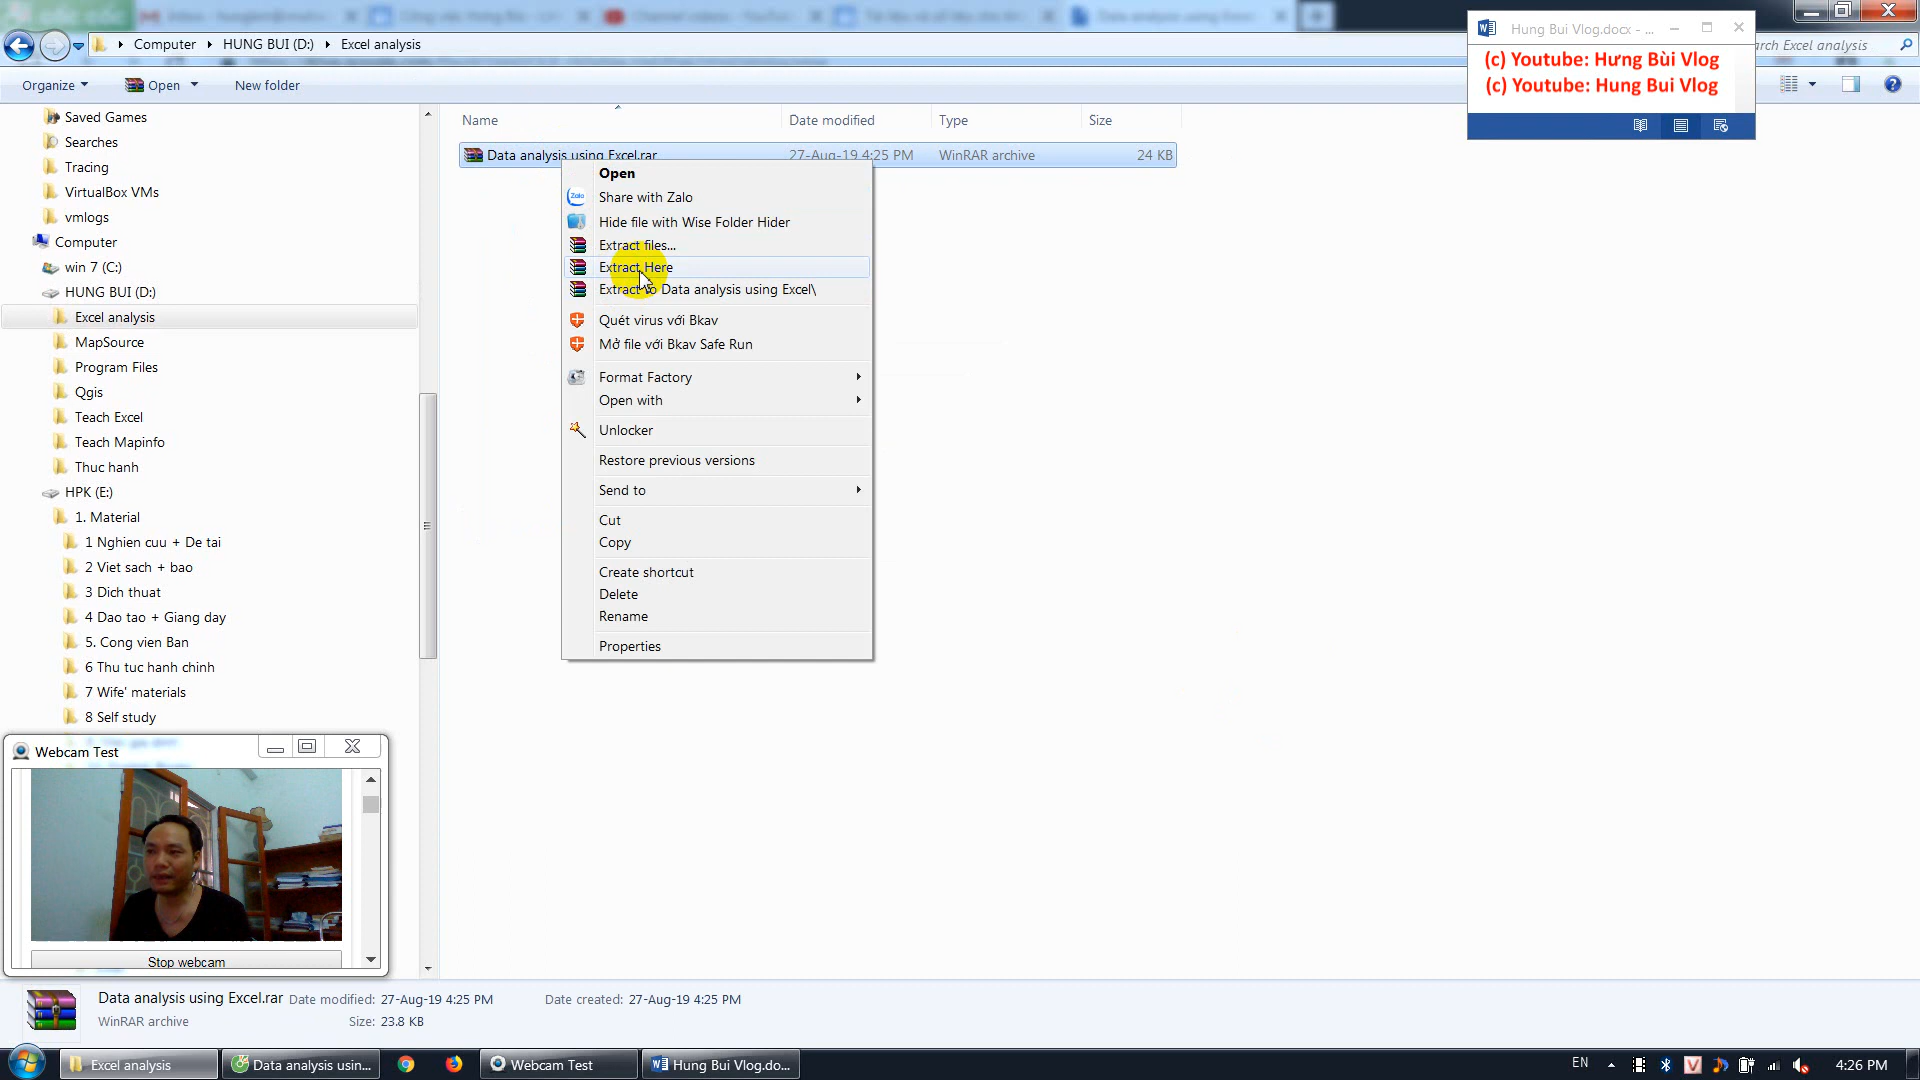 Hung Bui Vlog.docx - ...
Computer
HUNG BUI (D:)
Excel analysis
rch Excel analysis
(c) Youtube: Hưng Bùi Vlog
(c) Youtube: Hung Bui Vlog
Organize
Open
New folder
Name
Date modified
Type
Size
Data analysis using Excel.rar
27-Aug-19 4:25 PM
WinRAR archive
24 KB
Saved Games
Searches
Tracing
VirtualBox VMs
vmlogs
Computer
win 7 (C:)
HUNG BUI (D:)
Excel analysis
MapSource
Program Files
Qgis
Teach Excel
Teach Mapinfo
Thuc hanh
HPK (E:)
1. Material
1 Nghien cuu + De tai
2 Viet sach + bao
3 Dich thuat
4 Dao tao + Giang day
5. Cong vien Ban
6 Thu tuc hanh chinh
7 Wife' materials
8 Self study
Open
Share with Zalo
Hide file with Wise Folder Hider
Extract files...
Extract Here
Extract to Data analysis using Excel\
Quét virus với Bkav
Mở file với Bkav Safe Run
Format Factory
Open with
Unlocker
Restore previous versions
Send to
Cut
Copy
Create shortcut
Delete
Rename
Properties
Webcam Test
Stop webcam
Data analysis using Excel.rar
Date modified: 27-Aug-19 4:25 PM
Date created: 27-Aug-19 4:25 PM
WinRAR archive
Size: 23.8 KB
Excel analysis
Data analysis usin...
Webcam Test
Hung Bui Vlog.do...
EN
4:26 PM